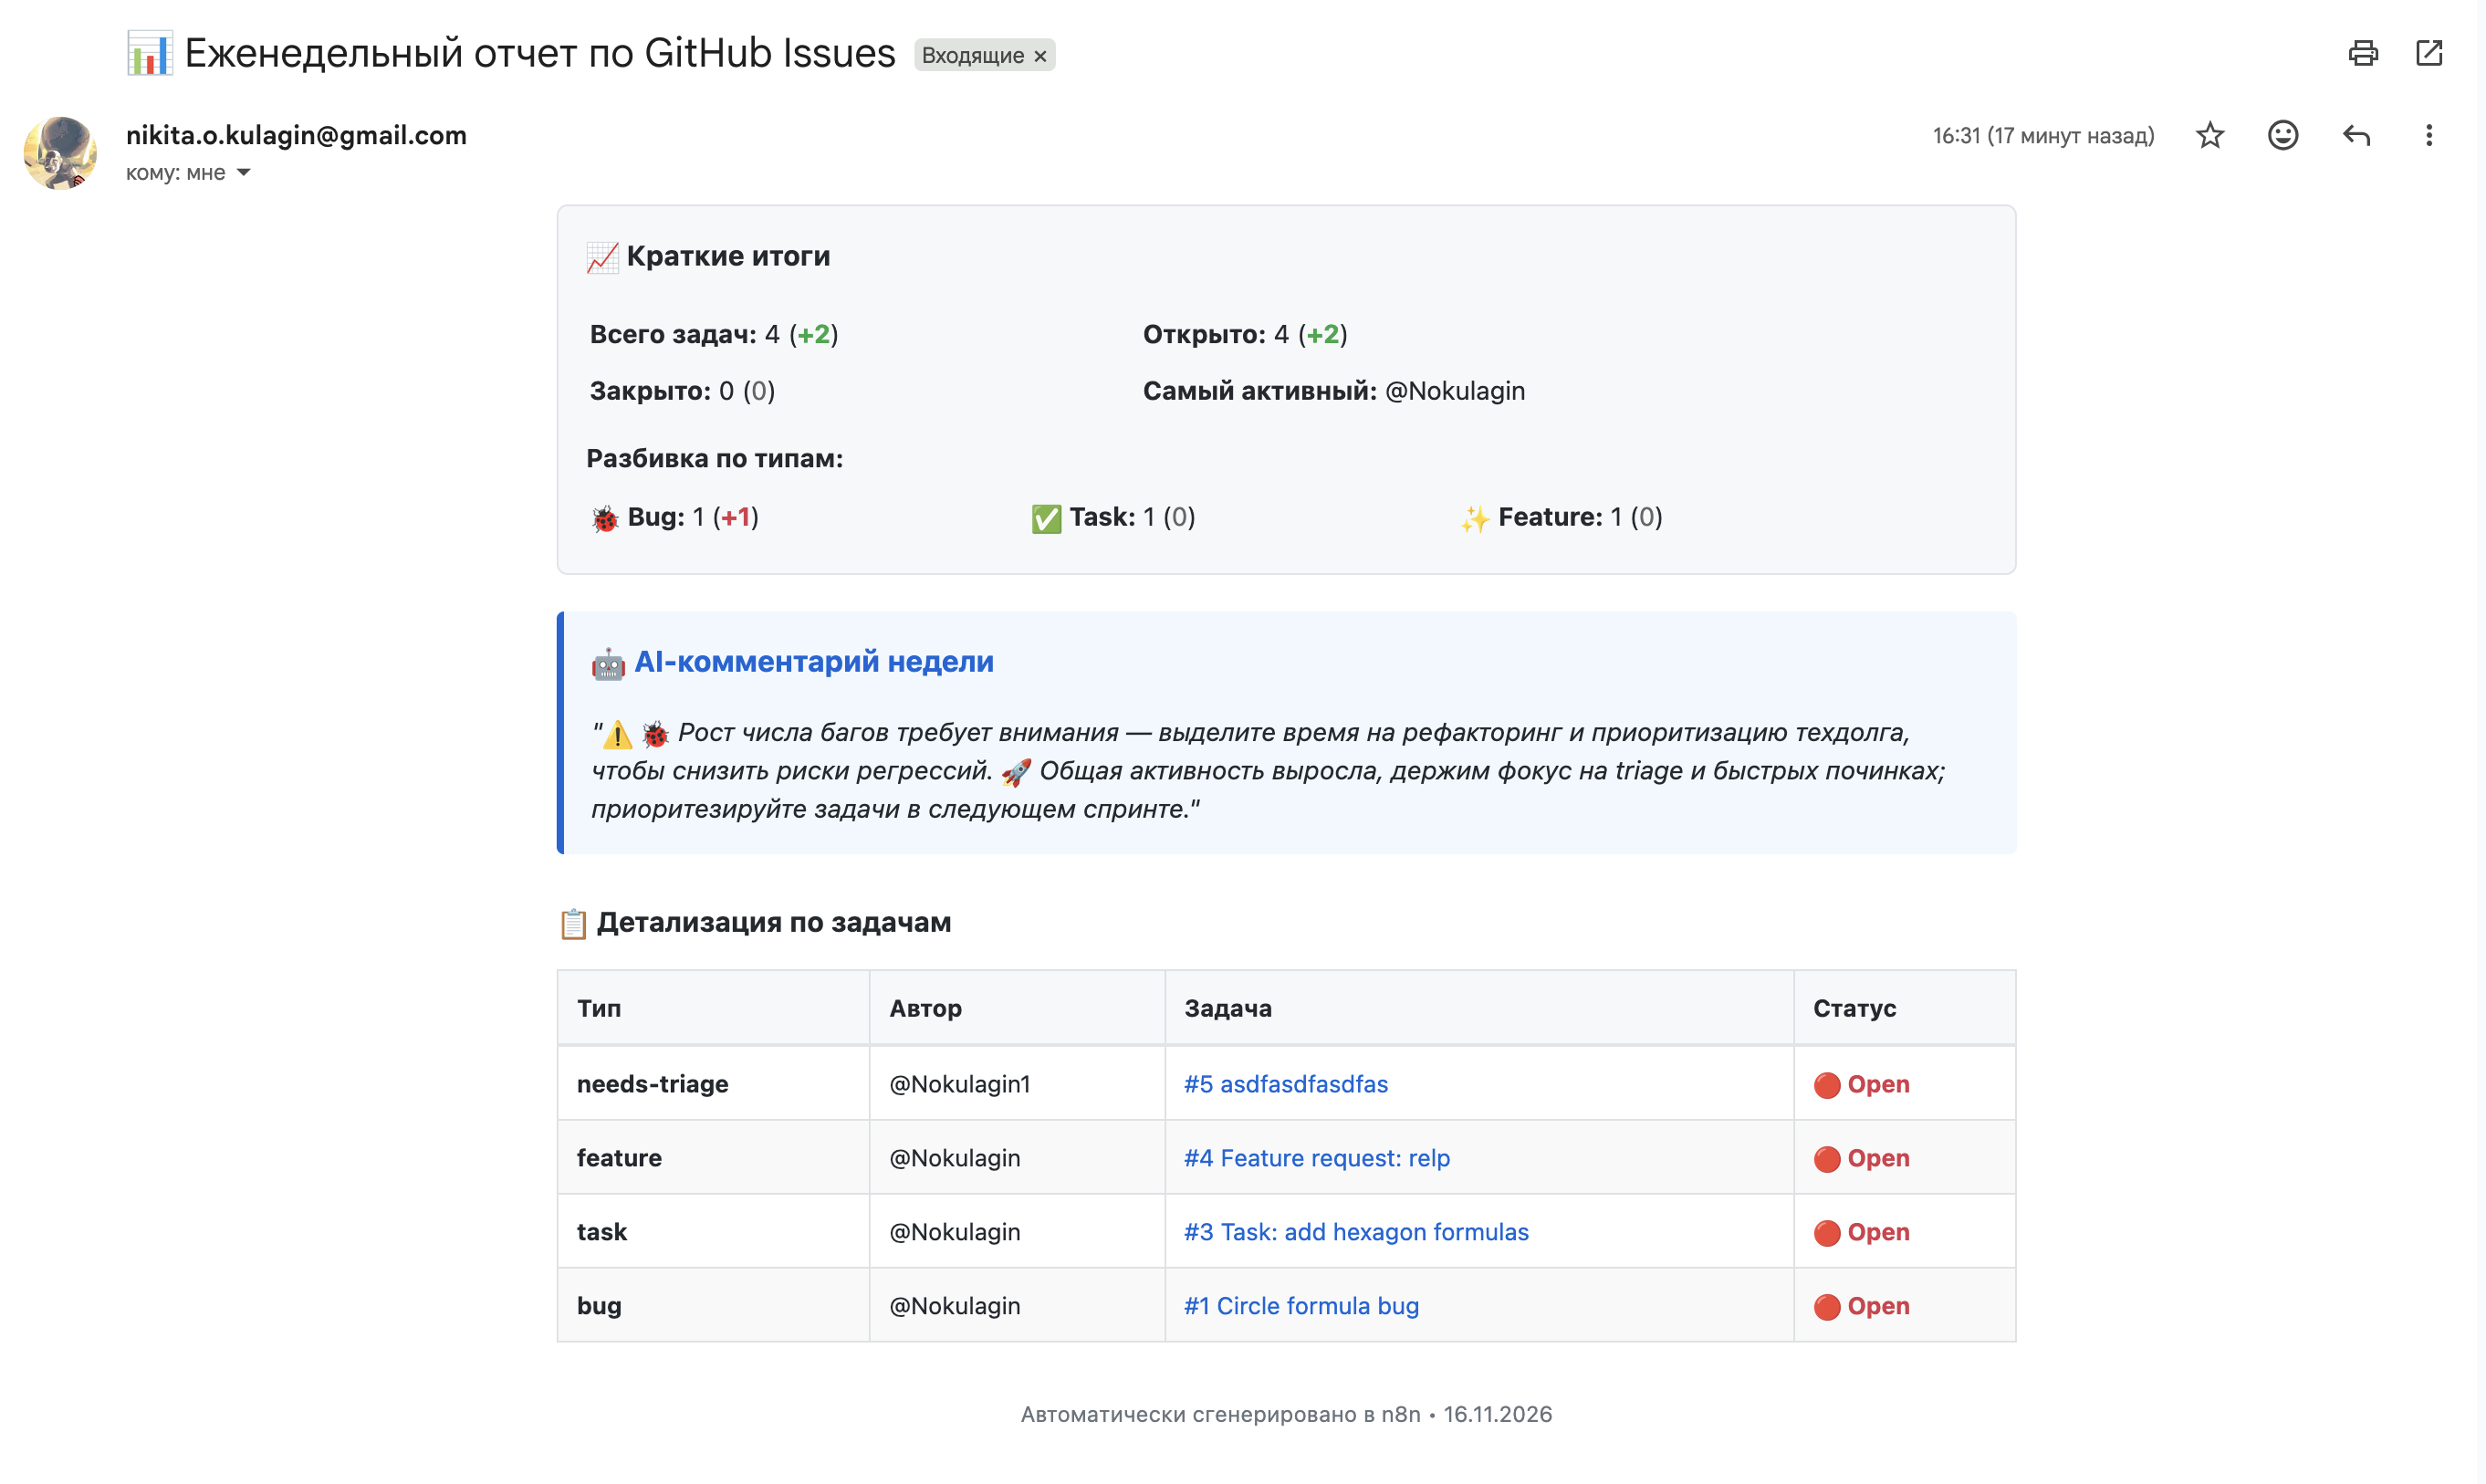 📊 Еженедельный отчет по GitHub Issues Входящие ×
nikita.o.kulagin@gmail.com 16:31 (17 минут назад)
кому: мне
📈 Краткие итоги
Всего задач: 4 (+2) Открыто: 4 (+2)
Закрыто: 0 (0) Самый активный: @Nokulagin
Разбивка по типам:
🐞 Bug: 1 (+1) ✅ Task: 1 (0) ✨ Feature: 1 (0)
🤖 AI-комментарий недели
"⚠️ 🐞 Рост числа багов требует внимания — выделите время на рефакторинг и приоритизацию техдолга,
чтобы снизить риски регрессий. 🚀 Общая активность выросла, держим фокус на triage и быстрых починках;
приоритезируйте задачи в следующем спринте."
📋 Детализация по задачам
Тип Автор Задача Статус
needs-triage @Nokulagin1 #5 asdfasdfasdfas 🔴 Open
feature @Nokulagin #4 Feature request: relp 🔴 Open
task @Nokulagin #3 Task: add hexagon formulas 🔴 Open
bug @Nokulagin #1 Circle formula bug 🔴 Open
Автоматически сгенерировано в n8n • 16.11.2026